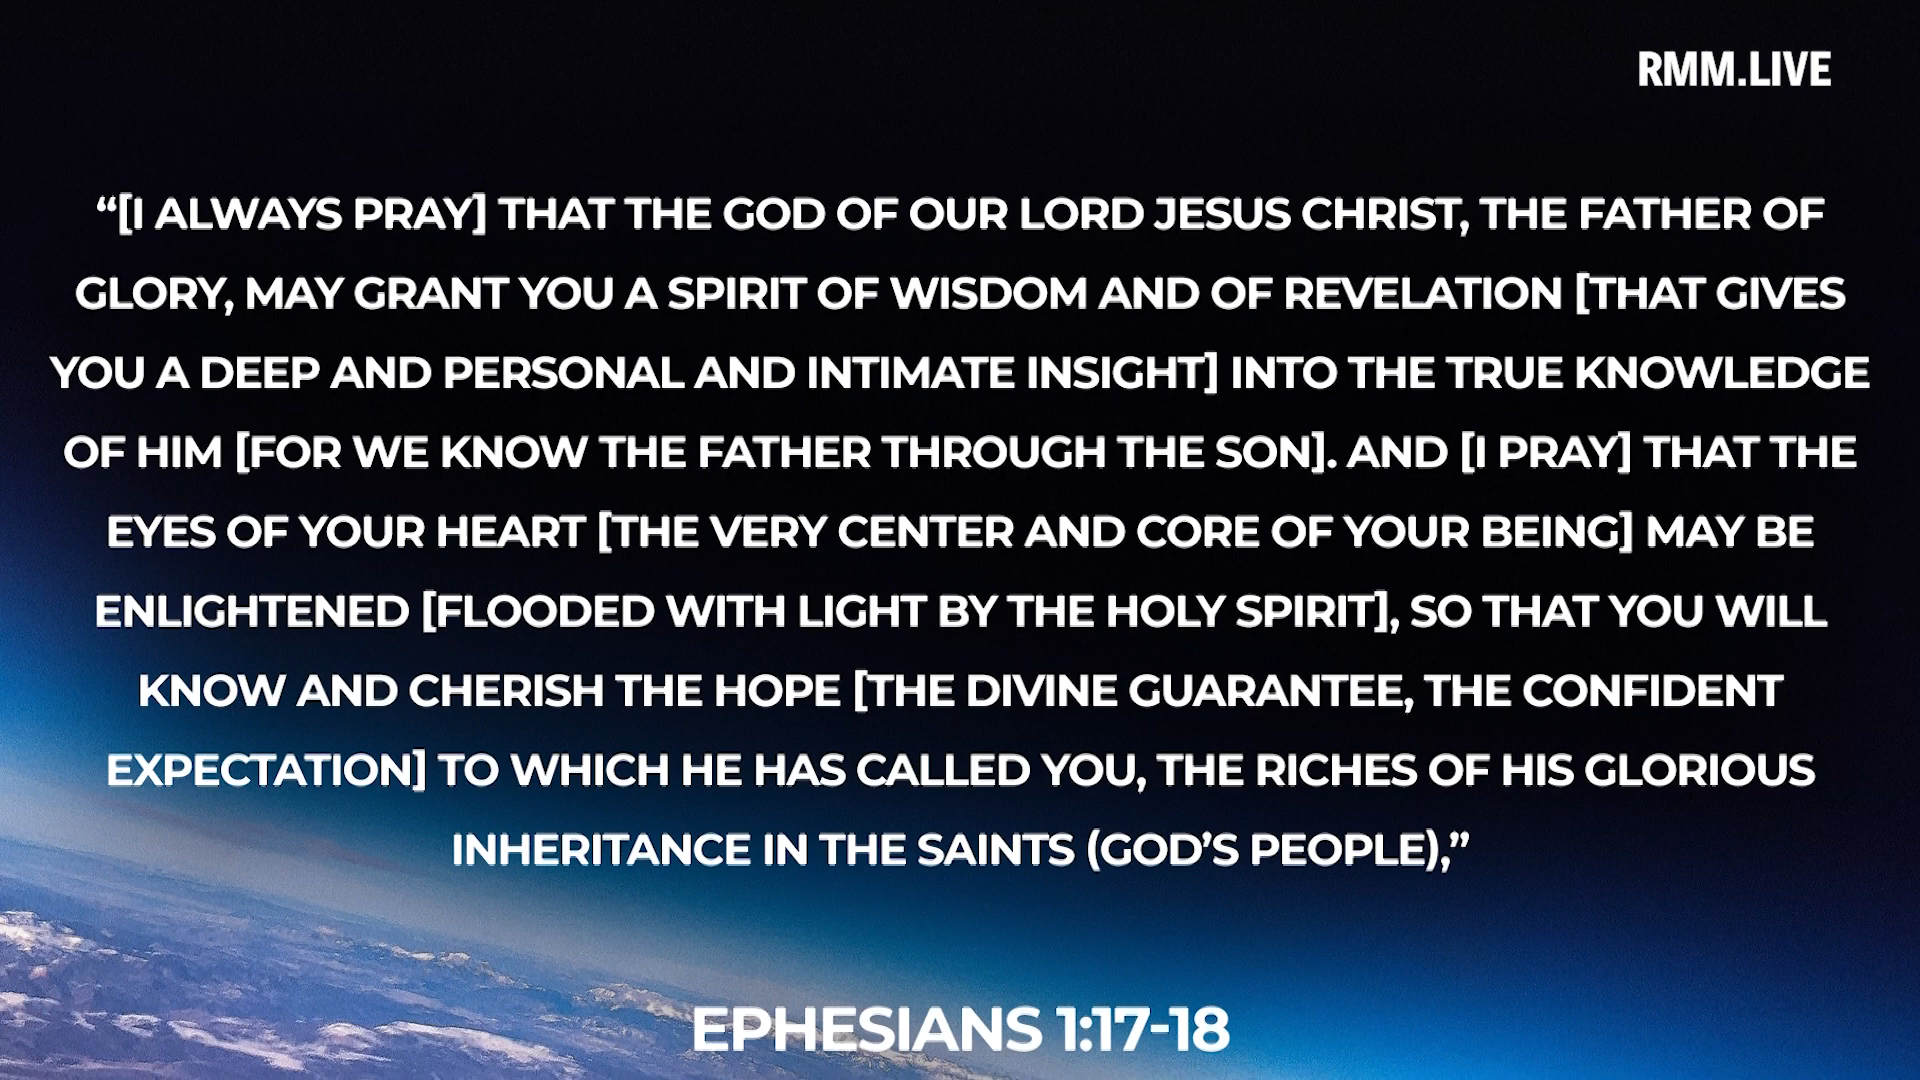 RMM.LIVE
“[I ALWAYS PRAY] THAT THE GOD OF OUR LORD JESUS CHRIST, THE FATHER OF
GLORY, MAY GRANT YOU A SPIRIT OF WISDOM AND OF REVELATION [THAT GIVES
YOU A DEEP AND PERSONAL AND INTIMATE INSIGHT] INTO THE TRUE KNOWLEDGE
OF HIM [FOR WE KNOW THE FATHER THROUGH THE SON]. AND [I PRAY] THAT THE
EYES OF YOUR HEART [THE VERY CENTER AND CORE OF YOUR BEING] MAY BE
ENLIGHTENED [FLOODED WITH LIGHT BY THE HOLY SPIRIT], SO THAT YOU WILL
KNOW AND CHERISH THE HOPE [THE DIVINE GUARANTEE, THE CONFIDENT
EXPECTATION] TO WHICH HE HAS CALLED YOU, THE RICHES OF HIS GLORIOUS
INHERITANCE IN THE SAINTS (GOD’S PEOPLE),”
EPHESIANS 1:17-18